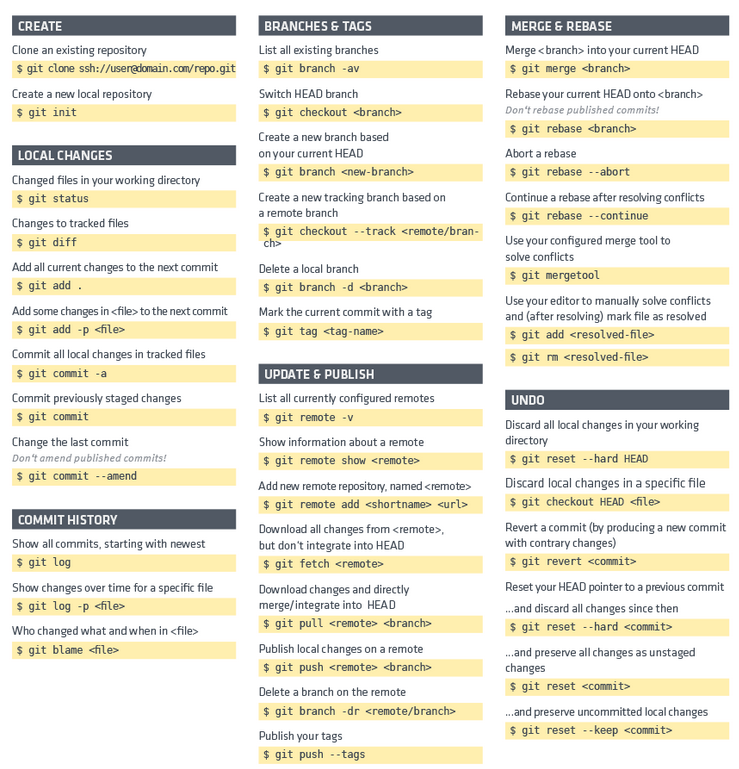 CREATE
Clone an existing repository
$ git clone ssh://user@domain.com/repo.git
Create a new local repository
$ git init
LOCAL CHANGES
Changed files in your working directory
$ git status
Changes to tracked files
$ git diff
Add all current changes to the next commit
$ git add .
Add some changes in <file> to the next commit
$ git add -p <file>
Commit all local changes in tracked files
$ git commit -a
Commit previously staged changes
$ git commit
Change the last commit
Don't amend published commits!
$ git commit --amend
COMMIT HISTORY
Show all commits, starting with newest
$ git log
Show changes over time for a specific file
$ git log -p <file>
Who changed what and when in <file>
$ git blame <file>
BRANCHES & TAGS
List all existing branches
$ git branch -av
Switch HEAD branch
$ git checkout <branch>
Create a new branch based
on your current HEAD
$ git branch <new-branch>
Create a new tracking branch based on
a remote branch
$ git checkout --track <remote/bran-
ch>
Delete a local branch
$ git branch -d <branch>
Mark the current commit with a tag
$ git tag <tag-name>
UPDATE & PUBLISH
List all currently configured remotes
$ git remote -v
Show information about a remote
$ git remote show <remote>
Add new remote repository, named <remote>
$ git remote add <shortname> <url>
Download all changes from <remote>,
but don't integrate into HEAD
$ git fetch <remote>
Download changes and directly
merge/integrate into HEAD
$ git pull <remote> <branch>
Publish local changes on a remote
$ git push <remote> <branch>
Delete a branch on the remote
$ git branch -dr <remote/branch>
Publish your tags
$ git push --tags
MERGE & REBASE
Merge <branch> into your current HEAD
$ git merge <branch>
Rebase your current HEAD onto <branch>
Don't rebase published commits!
$ git rebase <branch>
Abort a rebase
$ git rebase --abort
Continue a rebase after resolving conflicts
$ git rebase --continue
Use your configured merge tool to
solve conflicts
$ git mergetool
Use your editor to manually solve conflicts
and (after resolving) mark file as resolved
$ git add <resolved-file>
$ git rm <resolved-file>
UNDO
Discard all local changes in your working
directory
$ git reset --hard HEAD
Discard local changes in a specific file
$ git checkout HEAD <file>
Revert a commit (by producing a new commit
with contrary changes)
$ git revert <commit>
Reset your HEAD pointer to a previous commit
...and discard all changes since then
$ git reset --hard <commit>
...and preserve all changes as unstaged
changes
$ git reset <commit>
...and preserve uncommitted local changes
$ git reset --keep <commit>